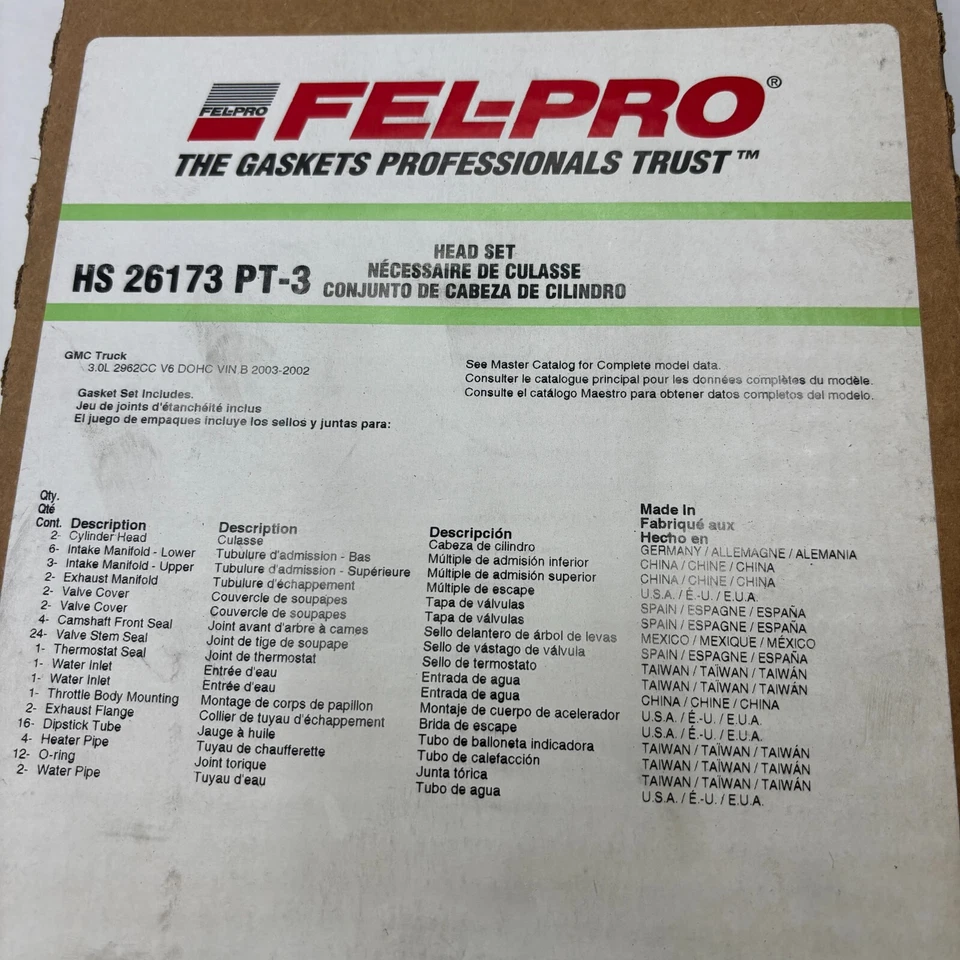 FEL-PRO FEL-PRO®
THE GASKETS PROFESSIONALS TRUST™
HS 26173 PT-3
HEAD SET
NÉCESSAIRE DE CULASSE
CONJUNTO DE CABEZA DE CILINDRO
GMC Truck
3.0L 2962CC V6 DOHC VIN B 2003-2002
See Master Catalog for Complete model data.
Consulter le catalogue principal pour les données complètes du modèle.
Consulte el catálogo Maestro para obtener datos completos del modelo.
Gasket Set Includes.
Jeu de joints d'étanchéité inclus
El juego de empaques incluye los sellos y juntas para:
Qty.
Qté
Cont. Description Description Descripción Made In
Fabriqué aux
Hecho en
2- Cylinder Head Culasse Cabeza de cilindro GERMANY / ALLEMAGNE / ALEMANIA
6- Intake Manifold - Lower Tubulure d'admission - Bas Múltiple de admisión inferior CHINA / CHINE / CHINA
3- Intake Manifold - Upper Tubulure d'admission - Supérieure Múltiple de admisión superior CHINA / CHINE / CHINA
2- Exhaust Manifold Tubulure d'échappement Múltiple de escape U.S.A. / É.-U. / E.U.A.
2- Valve Cover Couvercle de soupapes Tapa de válvulas SPAIN / ESPAGNE / ESPAÑA
2- Valve Cover Couvercle de soupapes Tapa de válvulas SPAIN / ESPAGNE / ESPAÑA
4- Camshaft Front Seal Joint avant d'arbre à cames Sello delantero de árbol de levas MEXICO / MEXIQUE / MÉXICO
24- Valve Stem Seal Joint de tige de soupape Sello de vástago de válvula SPAIN / ESPAGNE / ESPAÑA
1- Thermostat Seal Joint de thermostat Sello de termostato TAIWAN / TAÏWAN / TAIWÁN
1- Water Inlet Entrée d'eau Entrada de agua TAIWAN / TAÏWAN / TAIWÁN
1- Water Inlet Entrée d'eau Entrada de agua CHINA / CHINE / CHINA
1- Throttle Body Mounting Montage de corps de papillon Montaje de cuerpo de acelerador U.S.A. / É.-U. / E.U.A.
2- Exhaust Flange Collier de tuyau d'échappement Brida de escape U.S.A. / É.-U. / E.U.A.
16- Dipstick Tube Jauge à huile Tubo de balloneta indicadora TAIWAN / TAÏWAN / TAIWÁN
4- Heater Pipe Tuyau de chaufferette Tubo de calefacción TAIWAN / TAÏWAN / TAIWÁN
12- O-ring Joint torique Junta tórica TAIWAN / TAÏWAN / TAIWÁN
2- Water Pipe Tuyau d'eau Tubo de agua U.S.A. / É.-U. / E.U.A.